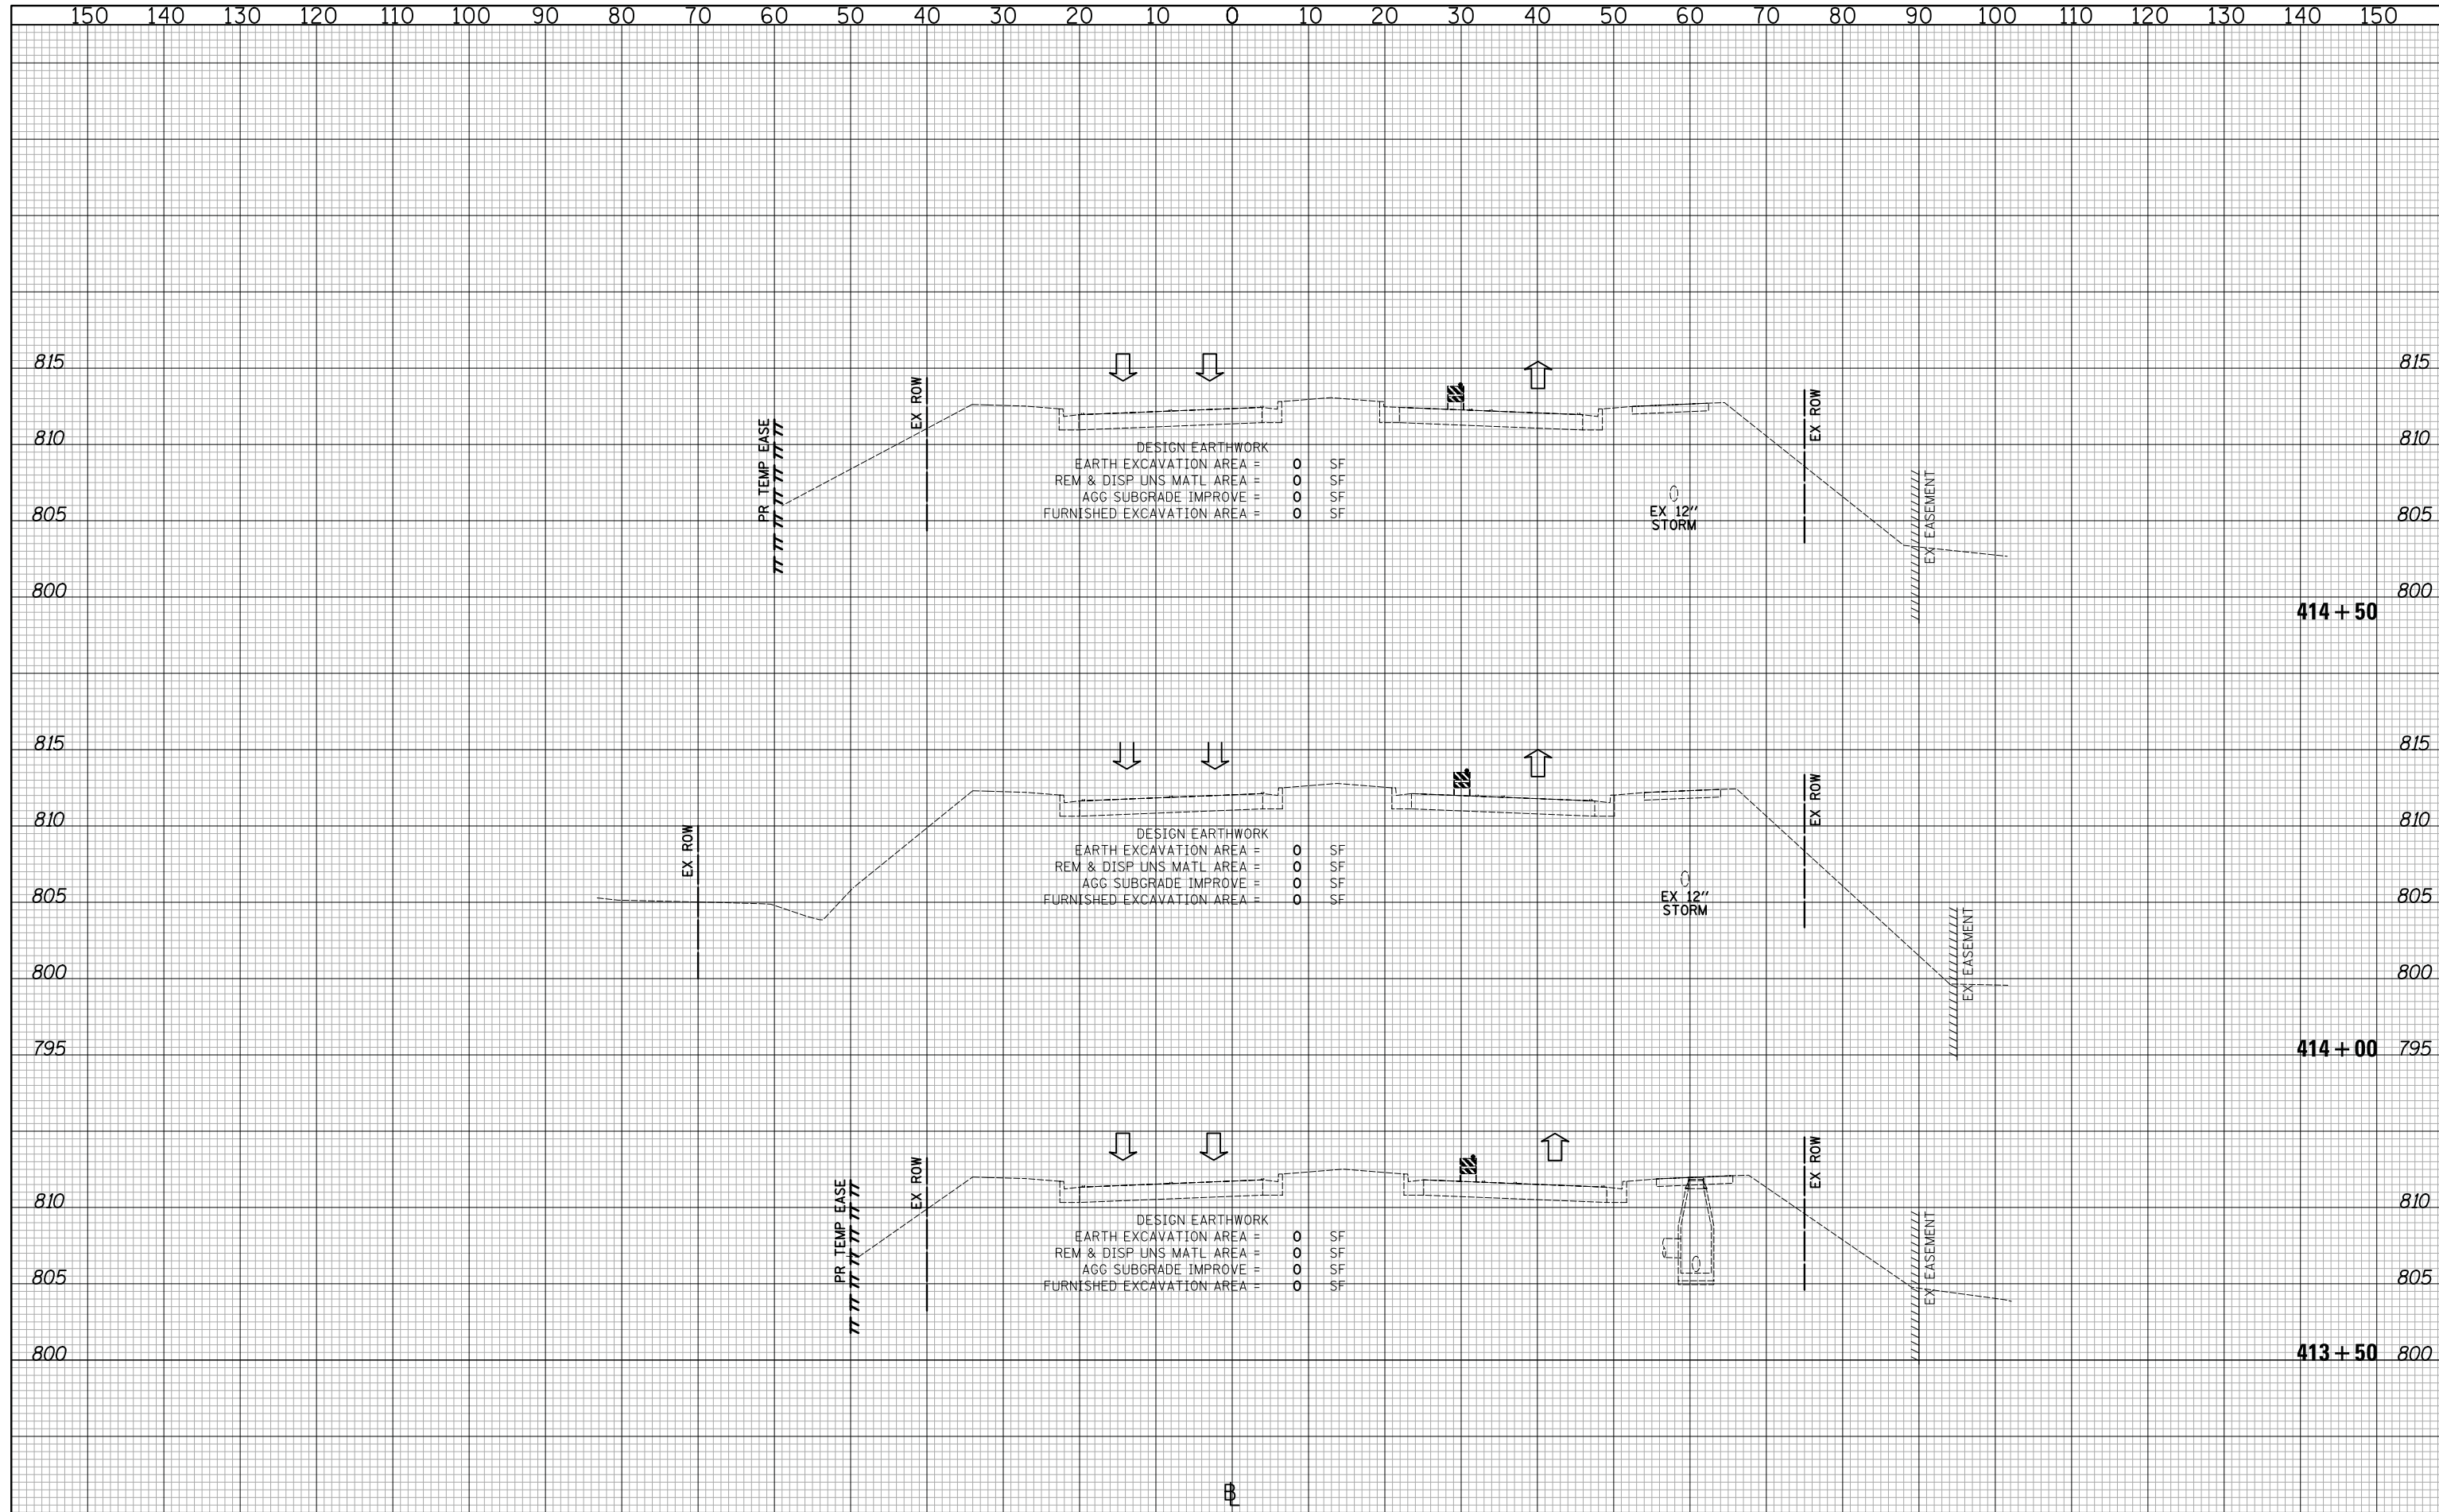 150 140 130 120 110 100 90 80 70 60 50 40 30 20 10 0 10 20 30 40 50 60 70 80 90 100 110 120 130 140 150
815 815
EX ROW
EX ROW
PR TEMP EASE
810 810
DESIGN EARTHWORK
EARTH EXCAVATION AREA = 0 SF
REM & DISP UNS MATL AREA = 0 SF
AGG SUBGRADE IMPROVE = 0 SF
FURNISHED EXCAVATION AREA = 0 SF
EX 12"
STORM
EX EASEMENT
805 805
800 800
414 + 50
815 815
EX ROW
EX ROW
810 810
DESIGN EARTHWORK
EARTH EXCAVATION AREA = 0 SF
REM & DISP UNS MATL AREA = 0 SF
AGG SUBGRADE IMPROVE = 0 SF
FURNISHED EXCAVATION AREA = 0 SF
EX 12"
STORM
805 805
EX EASEMENT
800 800
795 414 + 00 795
EX ROW
EX ROW
PR TEMP EASE
810 810
DESIGN EARTHWORK
EARTH EXCAVATION AREA = 0 SF
REM & DISP UNS MATL AREA = 0 SF
AGG SUBGRADE IMPROVE = 0 SF
FURNISHED EXCAVATION AREA = 0 SF
EX EASEMENT
805 805
800 413 + 50 800
BL